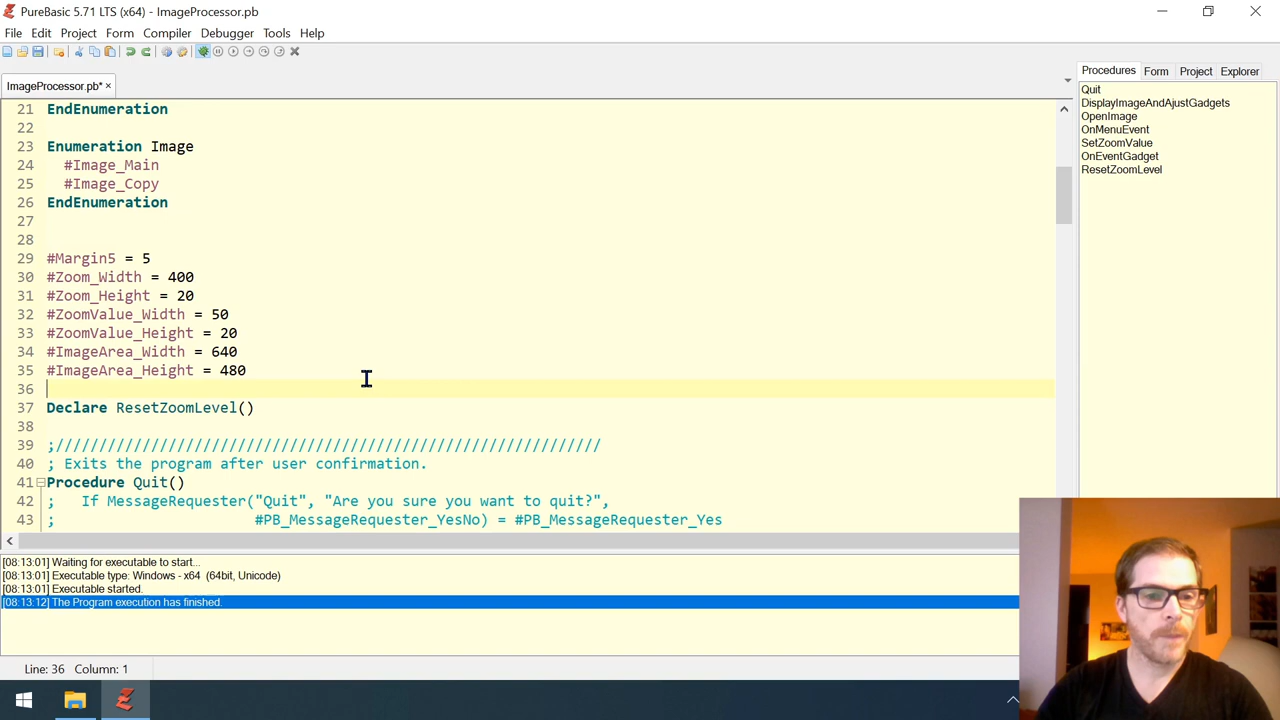 PureBasic 5.71 LTS (x64) - ImageProcessor.pb
File Edit Project Form Compiler Debugger Tools Help
ImageProcessor.pb*
Procedures Form Project Explorer
Quit
DisplayImageAndAjustGadgets
OpenImage
OnMenuEvent
SetZoomValue
OnEventGadget
ResetZoomLevel
21 EndEnumeration
22
23 Enumeration Image
24 #Image_Main
25 #Image_Copy
26 EndEnumeration
27
28
29 #Margin5 = 5
30 #Zoom_Width = 400
31 #Zoom_Height = 20
32 #ZoomValue_Width = 50
33 #ZoomValue_Height = 20
34 #ImageArea_Width = 640
35 #ImageArea_Height = 480
36
37 Declare ResetZoomLevel()
38
39 ;///////////////////////////////////////////////////////////////
40 ; Exits the program after user confirmation.
41 Procedure Quit()
42 ; If MessageRequester("Quit", "Are you sure you want to quit?",
43 ; #PB_MessageRequester_YesNo) = #PB_MessageRequester_Yes
[08:13:01] Waiting for executable to start...
[08:13:01] Executable type: Windows - x64 (64bit, Unicode)
[08:13:01] Executable started.
[08:13:12] The Program execution has finished.
Line: 36 Column: 1